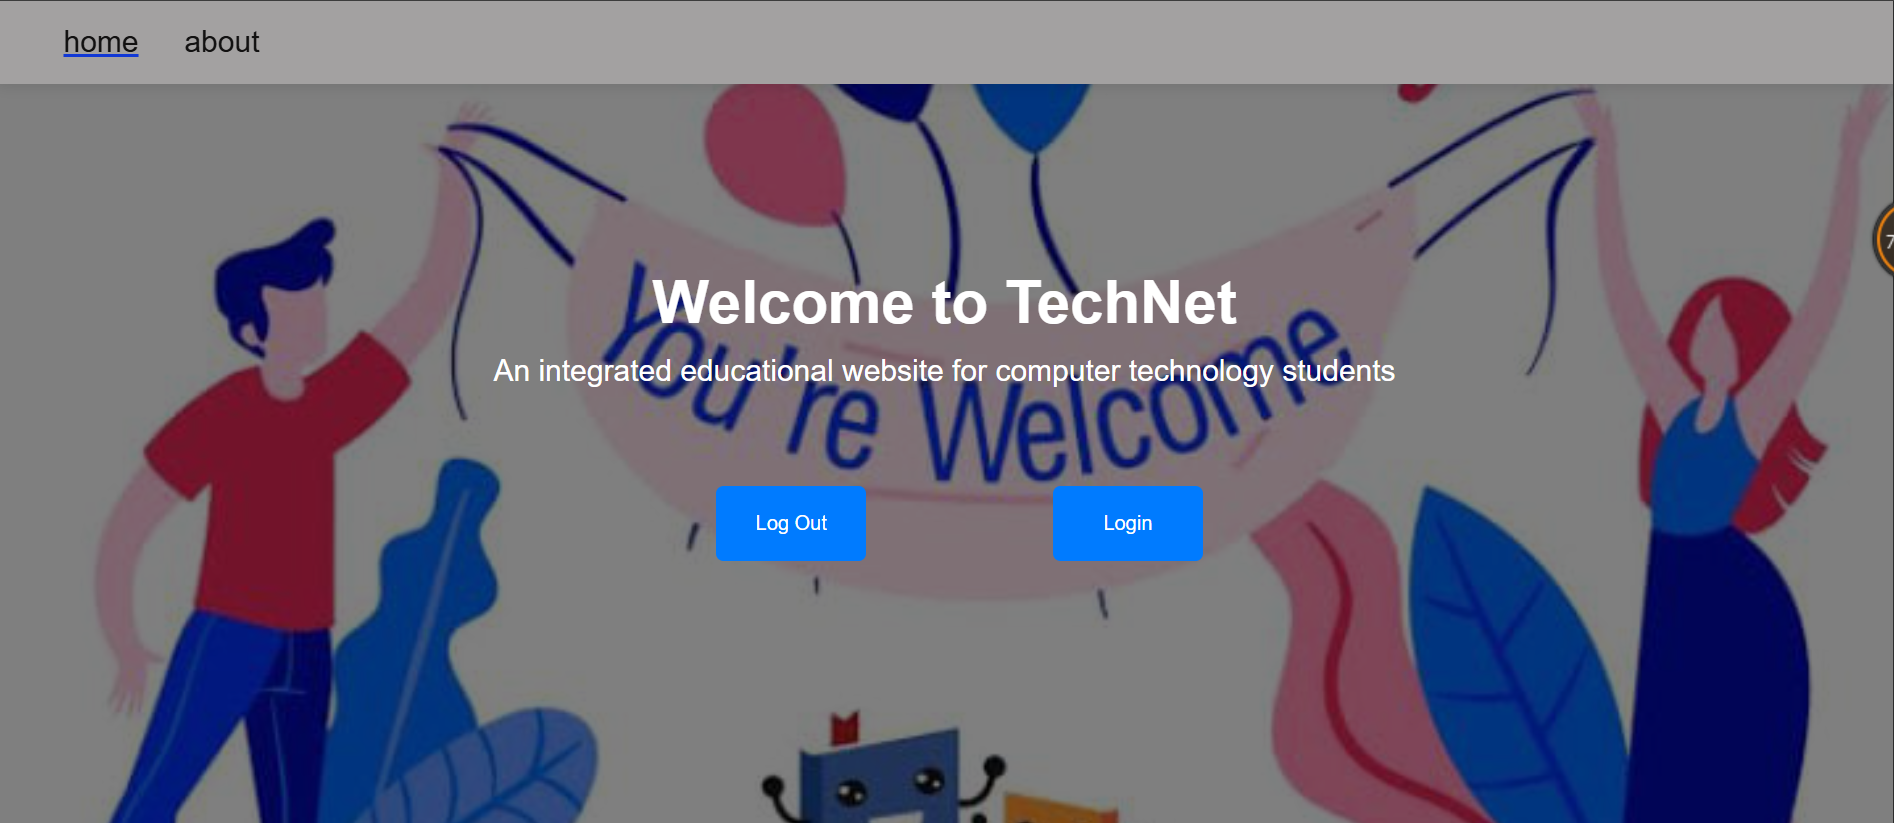 home about
Welcome to TechNet
An integrated educational website for computer technology students
You're Welcome
Log Out Login